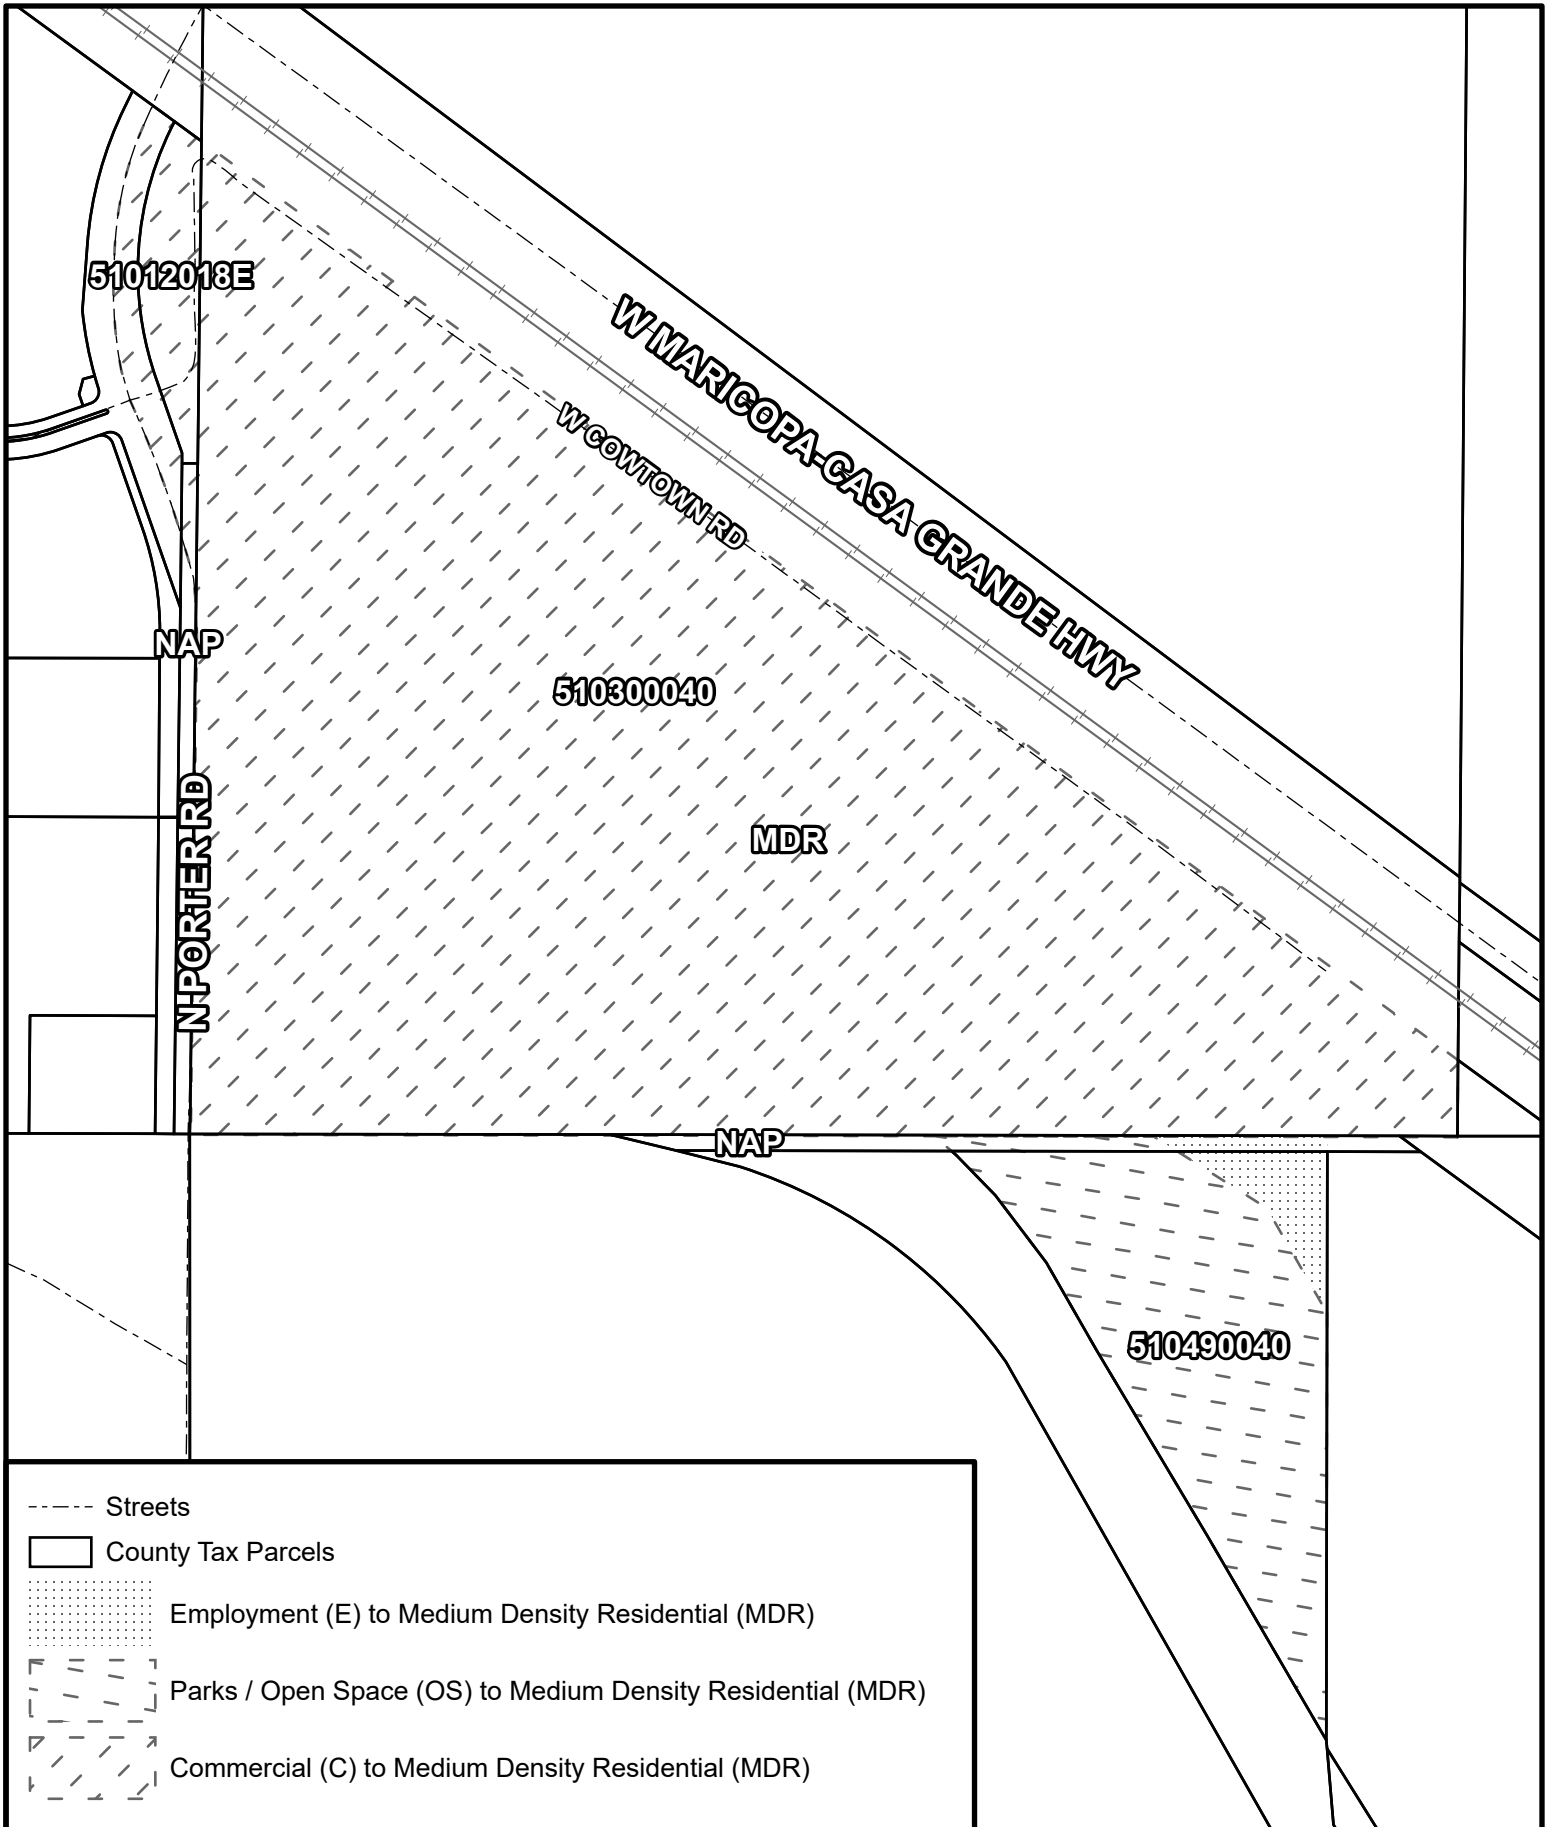 51012018E
W MARICOPA-CASA GRANDE HWY
W COWTOWN RD
NAP
510300040
N PORTER RD
MDR
NAP
510490040
Streets
County Tax Parcels
Employment (E) to Medium Density Residential (MDR)
Parks / Open Space (OS) to Medium Density Residential (MDR)
Commercial (C) to Medium Density Residential (MDR)